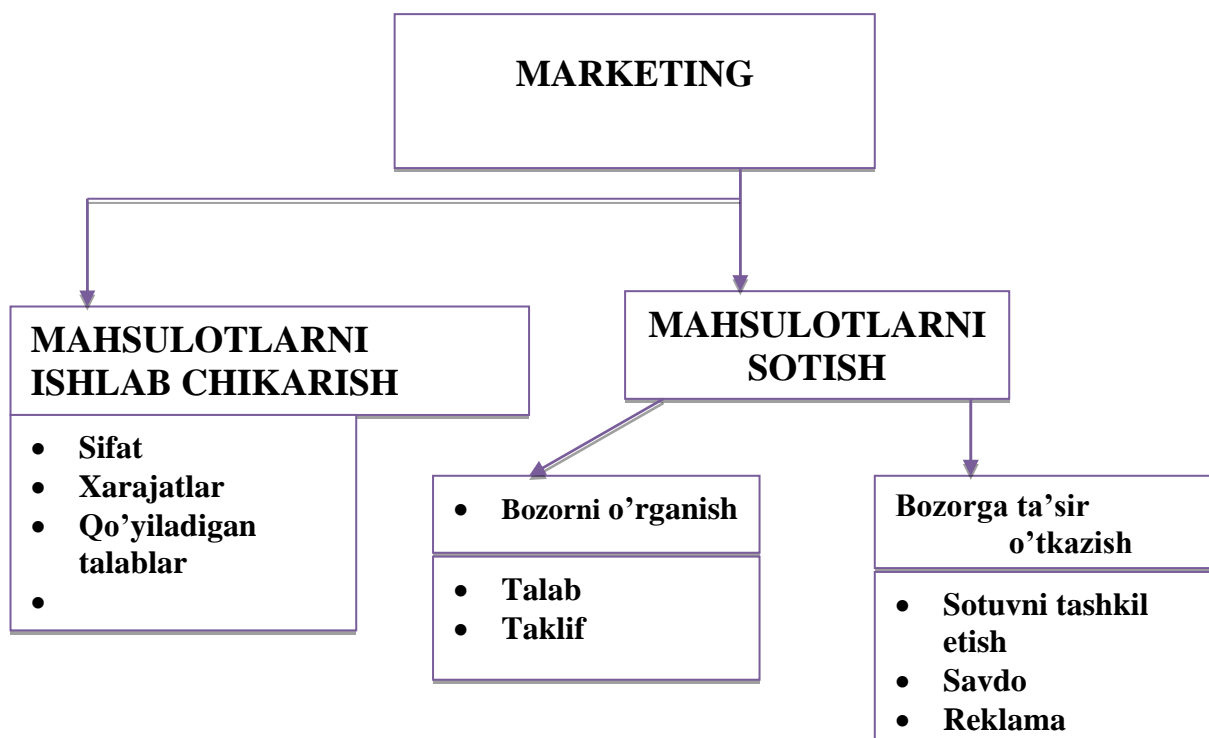 MARKETING
MAHSULOTLARNI
ISHLAB CHIKARISH
• Sifat
• Xarajatlar
• Qo’yiladigan
talablar
•
MAHSULOTLARNI
SOTISH
• Bozorni o’rganish
• Talab
• Taklif
Bozorga ta’sir
o’tkazish
• Sotuvni tashkil
etish
• Savdo
• Reklama